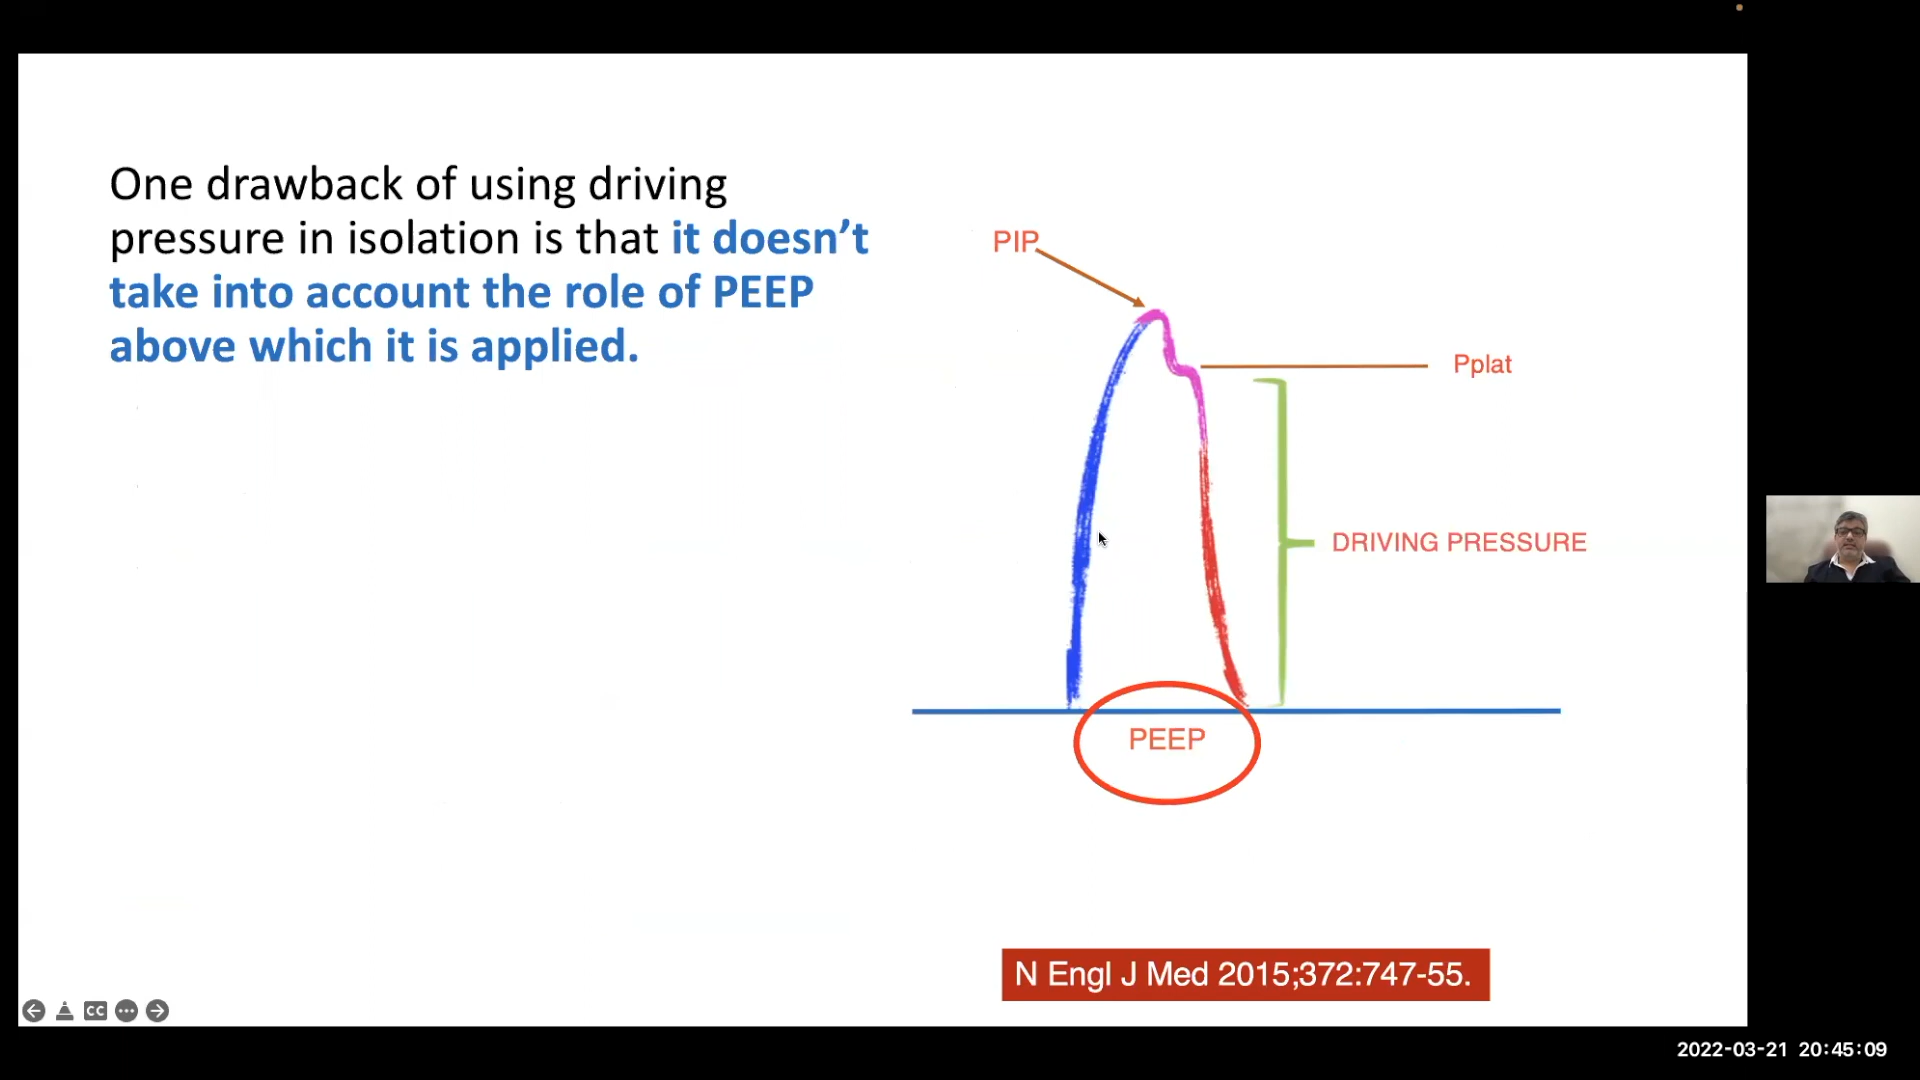 One drawback of using driving
pressure in isolation is that it doesn’t
take into account the role of PEEP
above which it is applied.
PIP
Pplat
DRIVING PRESSURE
PEEP
N Engl J Med 2015;372:747-55.
CC
2022-03-21 20:45:09